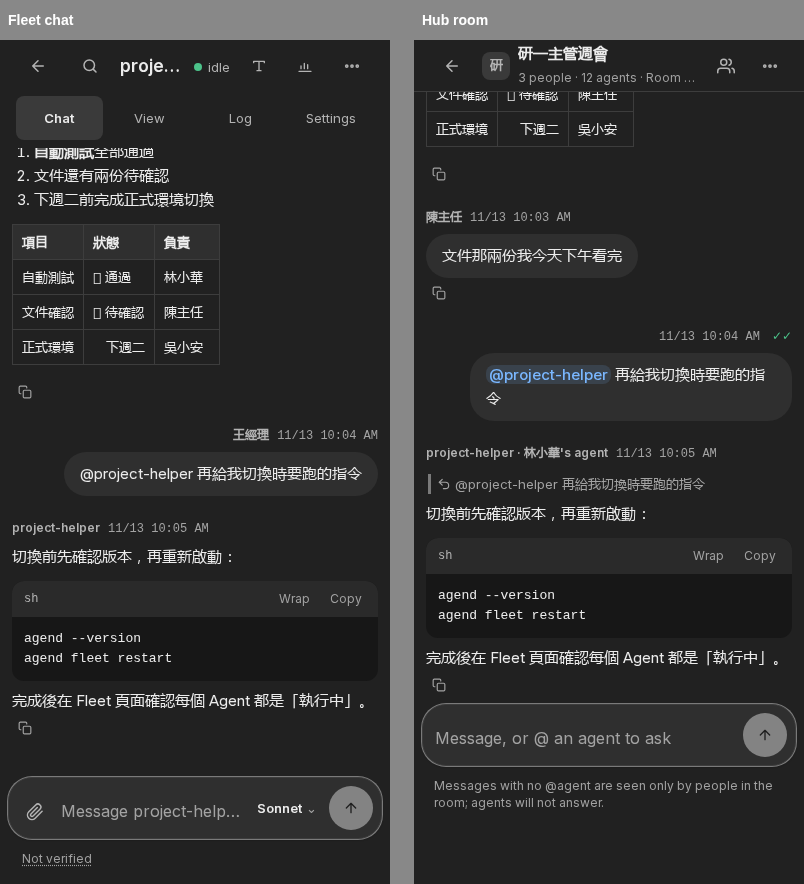 Fleet chat
proje…
idle
Chat
View
Log
Settings
1. 自動測試全部通過
2. 文件還有兩份待確認
3. 下週二前完成正式環境切換
項目 狀態 負責
自動測試 通過 林小華
文件確認 待確認 陳主任
正式環境 下週二 吳小安
王經理 11/13 10:04 AM
@project-helper 再給我切換時要跑的指令
project-helper 11/13 10:05 AM
切換前先確認版本，再重新啟動：
sh Wrap Copy
agend --version
agend fleet restart
完成後在 Fleet 頁面確認每個 Agent 都是「執行中」。
Message project-help…
Sonnet
Not verified
Hub room
研
研一主管週會
3 people · 12 agents · Room …
文件確認 待確認 陳主任
正式環境 下週二 吳小安
陳主任 11/13 10:03 AM
文件那兩份我今天下午看完
11/13 10:04 AM ✓✓
@project-helper 再給我切換時要跑的指
令
project-helper · 林小華's agent 11/13 10:05 AM
@project-helper 再給我切換時要跑的指令
切換前先確認版本，再重新啟動：
sh Wrap Copy
agend --version
agend fleet restart
完成後在 Fleet 頁面確認每個 Agent 都是「執行中」。
Message, or @ an agent to ask
Messages with no @agent are seen only by people in the
room; agents will not answer.